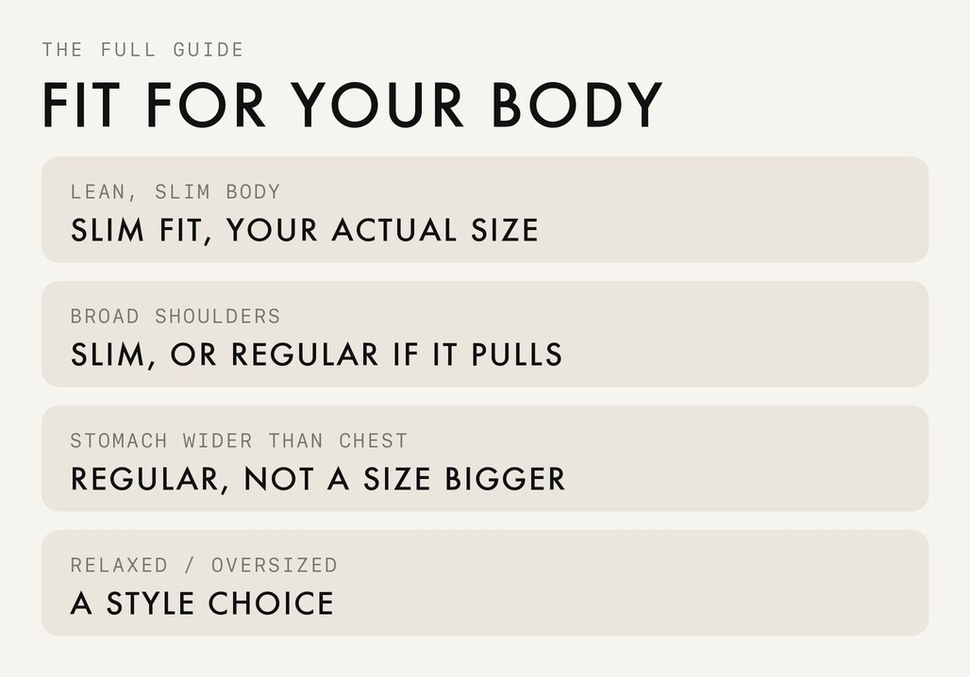 THE FULL GUIDE
FIT FOR YOUR BODY
LEAN, SLIM BODY
SLIM FIT, YOUR ACTUAL SIZE
BROAD SHOULDERS
SLIM, OR REGULAR IF IT PULLS
STOMACH WIDER THAN CHEST
REGULAR, NOT A SIZE BIGGER
RELAXED / OVERSIZED
A STYLE CHOICE